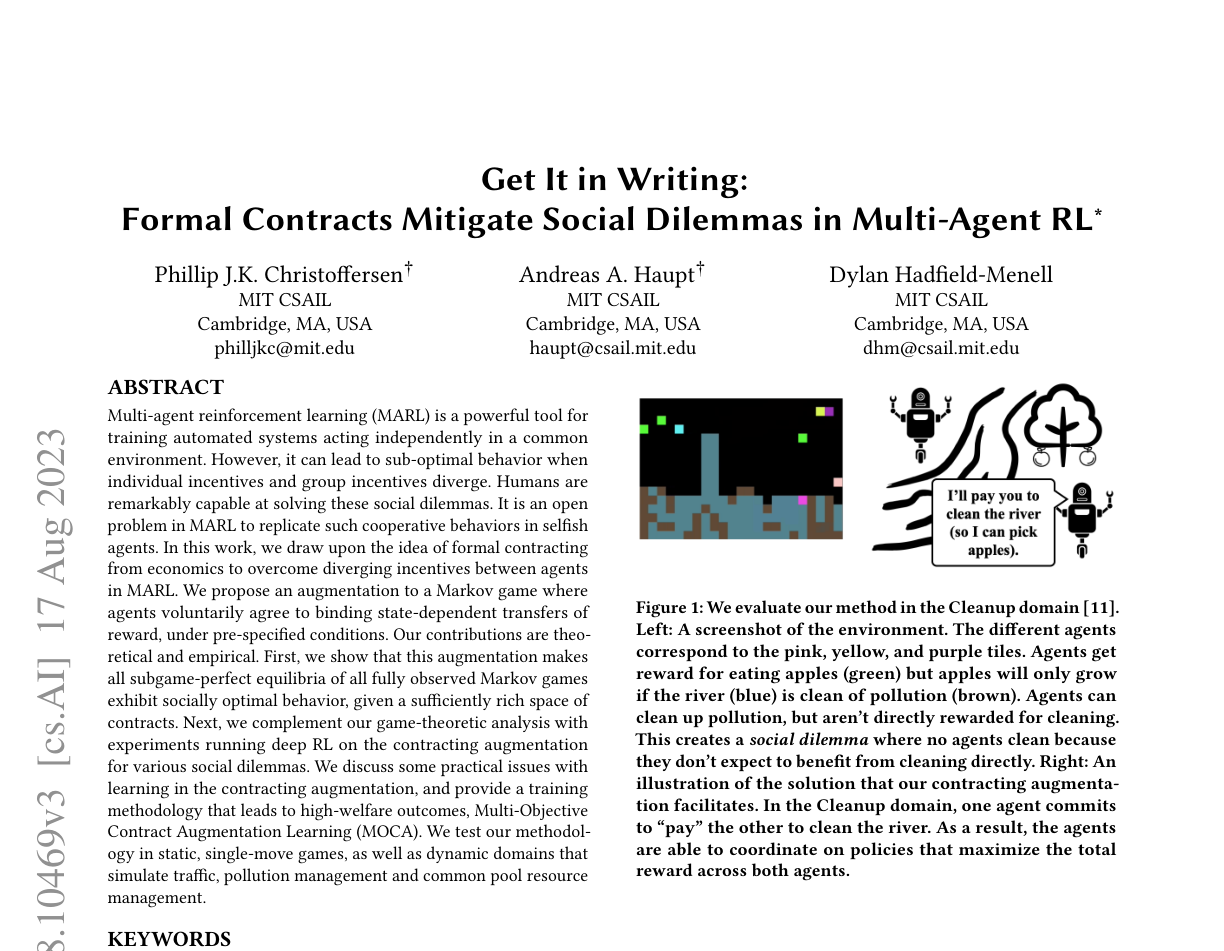 Get It in Writing:
Formal Contracts Mitigate Social Dilemmas in Multi-Agent RL*
Phillip J.K. Christoffersen†
MIT CSAIL
Cambridge, MA, USA
philljkc@mit.edu
Andreas A. Haupt†
MIT CSAIL
Cambridge, MA, USA
haupt@csail.mit.edu
Dylan Hadfield-Menell
MIT CSAIL
Cambridge, MA, USA
dhm@csail.mit.edu
ABSTRACT
Multi-agent reinforcement learning (MARL) is a powerful tool for
training automated systems acting independently in a common
environment. However, it can lead to sub-optimal behavior when
individual incentives and group incentives diverge. Humans are
remarkably capable at solving these social dilemmas. It is an open
problem in MARL to replicate such cooperative behaviors in selfish
agents. In this work, we draw upon the idea of formal contracting
from economics to overcome diverging incentives between agents
in MARL. We propose an augmentation to a Markov game where
agents voluntarily agree to binding state-dependent transfers of
reward, under pre-specified conditions. Our contributions are theo-
retical and empirical. First, we show that this augmentation makes
all subgame-perfect equilibria of all fully observed Markov games
exhibit socially optimal behavior, given a sufficiently rich space of
contracts. Next, we complement our game-theoretic analysis with
experiments running deep RL on the contracting augmentation
for various social dilemmas. We discuss some practical issues with
learning in the contracting augmentation, and provide a training
methodology that leads to high-welfare outcomes, Multi-Objective
Contract Augmentation Learning (MOCA). We test our methodol-
ogy in static, single-move games, as well as dynamic domains that
simulate traffic, pollution management and common pool resource
management.
KEYWORDS
I'll pay you to
clean the river
(so I can pick
apples).
Figure 1: We evaluate our method in the Cleanup domain [11].
Left: A screenshot of the environment. The different agents
correspond to the pink, yellow, and purple tiles. Agents get
reward for eating apples (green) but apples will only grow
if the river (blue) is clean of pollution (brown). Agents can
clean up pollution, but aren't directly rewarded for cleaning.
This creates a social dilemma where no agents clean because
they don't expect to benefit from cleaning directly. Right: An
illustration of the solution that our contracting augmenta-
tion facilitates. In the Cleanup domain, one agent commits
to “pay” the other to clean the river. As a result, the agents
are able to coordinate on policies that maximize the total
reward across both agents.
8.10469v3 [cs.AI] 17 Aug 2023